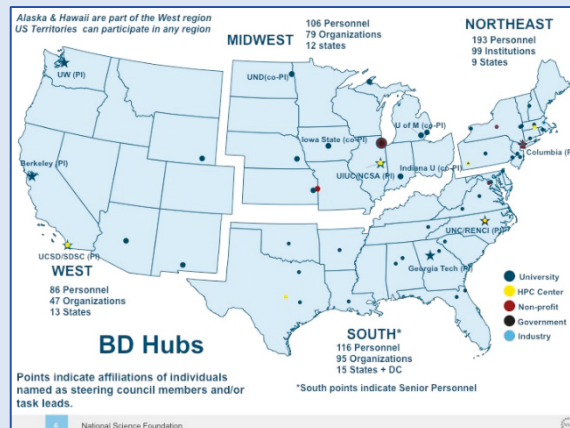 Alaska & Hawaii are part of the West region
US Territories can participate in any region
MIDWEST
106 Personnel
79 Organizations
12 states
NORTHEAST
193 Personnel
99 Institutions
9 States
UW (PI)
UND(co-PI)
U of M (co-PI)
Iowa State (co-PI)
Berkeley (PI)
UIUC/NCSA (PI)
Indiana U (co-PI)
Columbia (P
UCSD/SDSC (PI)
UNC/RENCI (PI)
Georgia Tech (PI)
WEST
86 Personnel
47 Organizations
13 States
University
HPC Center
Non-profit
Government
Industry
BD Hubs
SOUTH*
116 Personnel
95 Organizations
15 States + DC
Points indicate affiliations of individuals
named as steering council members and/or
task leads.
*South points indicate Senior Personnel
National Science Foundation